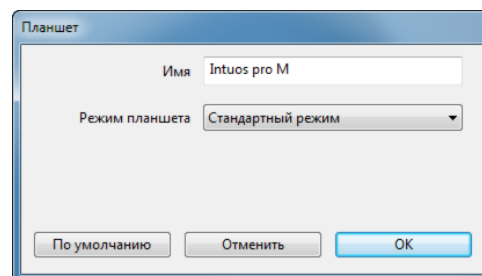 Планшет
Имя Intuos pro M
Режим планшета Стандартный режим
По умолчанию Отменить OK